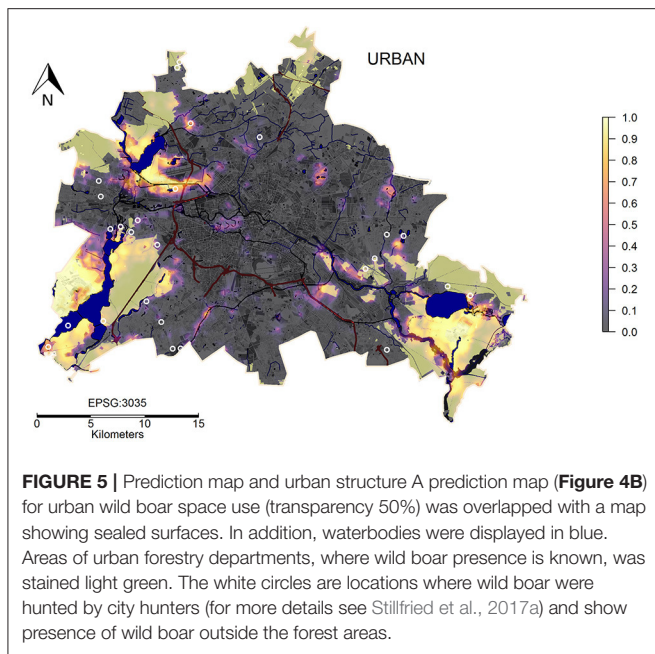 URBAN
N
1.0
0.9
0.8
0.7
0.6
0.5
0.4
0.3
0.2
0.1
0.0
EPSG:3035
0 5 10 15
Kilometers
FIGURE 5 | Prediction map and urban structure A prediction map (Figure 4B)
for urban wild boar space use (transparency 50%) was overlapped with a map
showing sealed surfaces. In addition, waterbodies were displayed in blue.
Areas of urban forestry departments, where wild boar presence is known, was
stained light green. The white circles are locations where wild boar were
hunted by city hunters (for more details see Stillfried et al., 2017a) and show
presence of wild boar outside the forest areas.